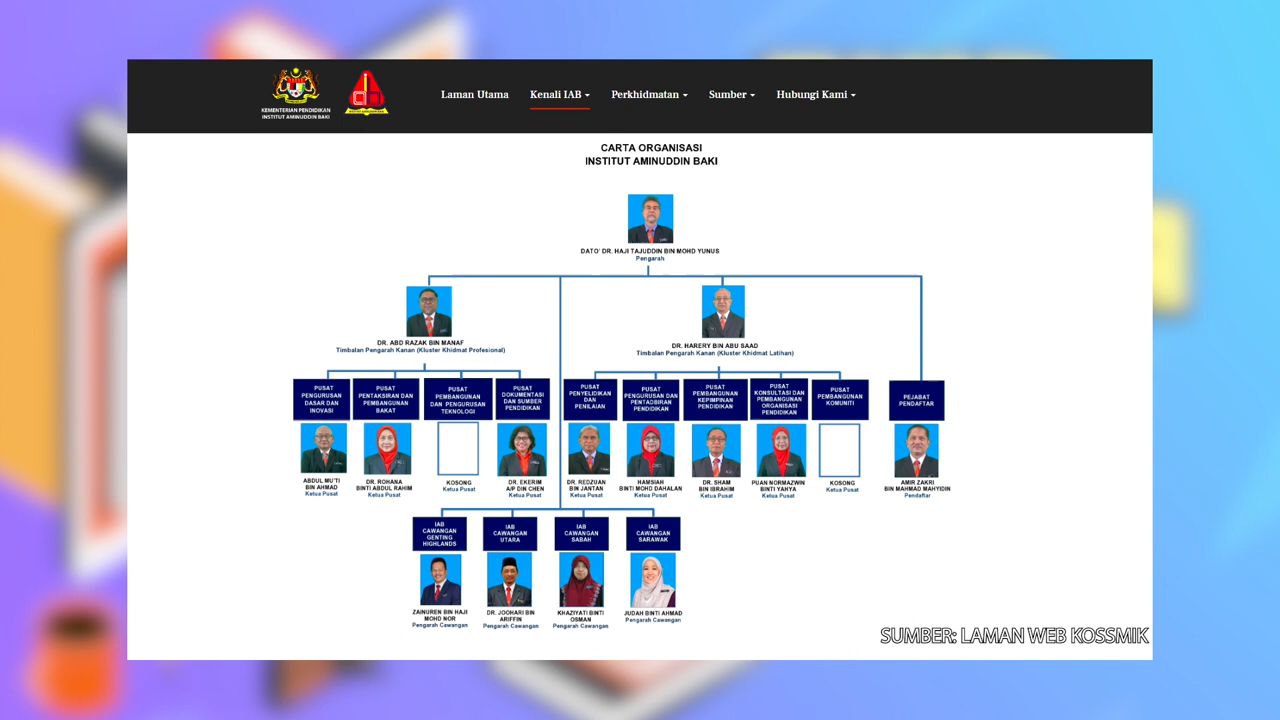 KEMENTERIAN PENDIDIKAN
INSTITUT AMINUDDIN BAKI
Laman Utama
Kenali IAB
Perkhidmatan
Sumber
Hubungi Kami
CARTA ORGANISASI
INSTITUT AMINUDDIN BAKI
DATO' DR. HAJI TAJUDDIN BIN MOHD YUNUS
Pengarah
DR. ABD RAZAK BIN MANAF
Timbalan Pengarah Kanan (Kluster Khidmat Profesional)
DR. HARERY BIN ABU SAAD
Timbalan Pengarah Kanan (Kluster Khidmat Latihan)
PUSAT
PENGURUSAN
DASAR DAN
INOVASI
ABDUL MU'TI
BIN AHMAD
Ketua Pusat
PUSAT
PENTAKSIRAN DAN
PEMBANGUNAN
BAKAT
DR. ROHANA
BINTI ABDUL RAHIM
Ketua Pusat
PUSAT
PEMBANGUNAN
DAN PENGURUSAN
TEKNOLOGI
KOSONG
Ketua Pusat
PUSAT
DOKUMENTASI
DAN SUMBER
PENDIDIKAN
DR. EKERIM
A/P DIN CHEN
Ketua Pusat
PUSAT
PENYELIDIKAN
DAN
PENILAIAN
DR. REDZUAN
BIN JANTAN
Ketua Pusat
PUSAT
PENGURUSAN DAN
PENTADBIRAN
PENDIDIKAN
HAMSIAH
BINTI MOHD DAHALAN
Ketua Pusat
PUSAT
PEMBANGUNAN
KEPIMPINAN
PENDIDIKAN
DR. SHAM
BIN IBRAHIM
Ketua Pusat
PUSAT
KONSULTASI DAN
PEMBANGUNAN
ORGANISASI
PENDIDIKAN
PUAN NORMAZWIN
BINTI YAHYA
Ketua Pusat
PUSAT
PEMBANGUNAN
KOMUNITI
KOSONG
Ketua Pusat
PEJABAT
PENDAFTAR
AMIR ZAKRI
BIN MAHMAD MAHYIDIN
Pendaftar
IAB
CAWANGAN
GENTING
HIGHLANDS
ZAINUREN BIN HAJI
MOHD NOR
Pengarah Cawangan
IAB
CAWANGAN
UTARA
DR. JOOHARI BIN
ARIFFIN
Pengarah Cawangan
IAB
CAWANGAN
SABAH
KHAZIYATI BINTI
OSMAN
Pengarah Cawangan
IAB
CAWANGAN
SARAWAK
JUDAH BINTI AHMAD
Pengarah Cawangan
SUMBER: LAMAN WEB KOSSMIK